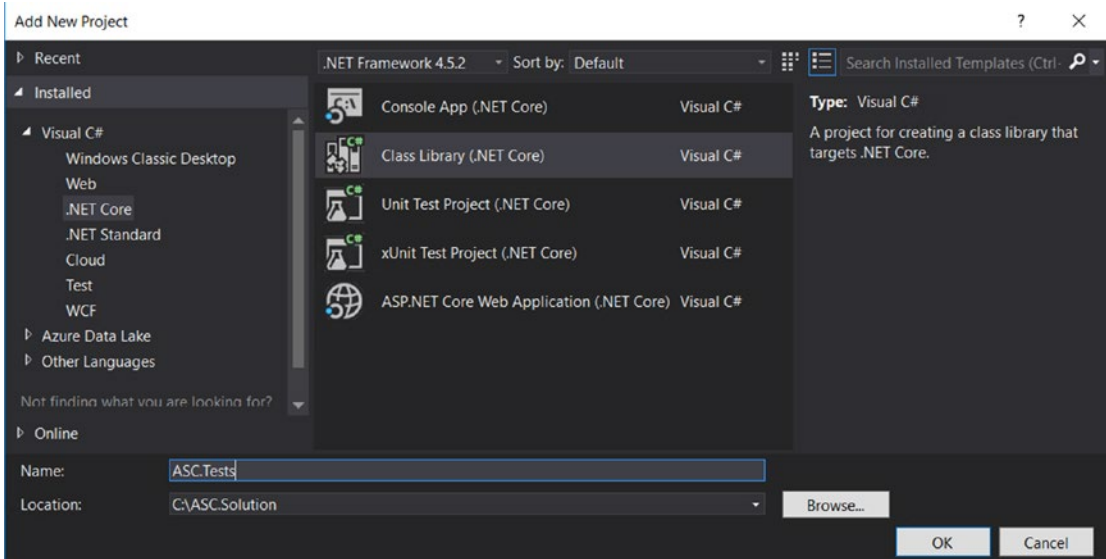 Add New Project
? ×
Recent
.NET Framework 4.5.2 Sort by: Default
Search Installed Templates (Ctrl-
Installed
Visual C#
Windows Classic Desktop
Web
.NET Core
.NET Standard
Cloud
Test
WCF
Azure Data Lake
Other Languages
Not finding what you are looking for?
Online
Console App (.NET Core) Visual C#
Class Library (.NET Core) Visual C#
Unit Test Project (.NET Core) Visual C#
xUnit Test Project (.NET Core) Visual C#
ASP.NET Core Web Application (.NET Core) Visual C#
Type: Visual C#
A project for creating a class library that
targets .NET Core.
Name: ASC.Tests
Location: C:\ASC.Solution
Browse...
OK Cancel